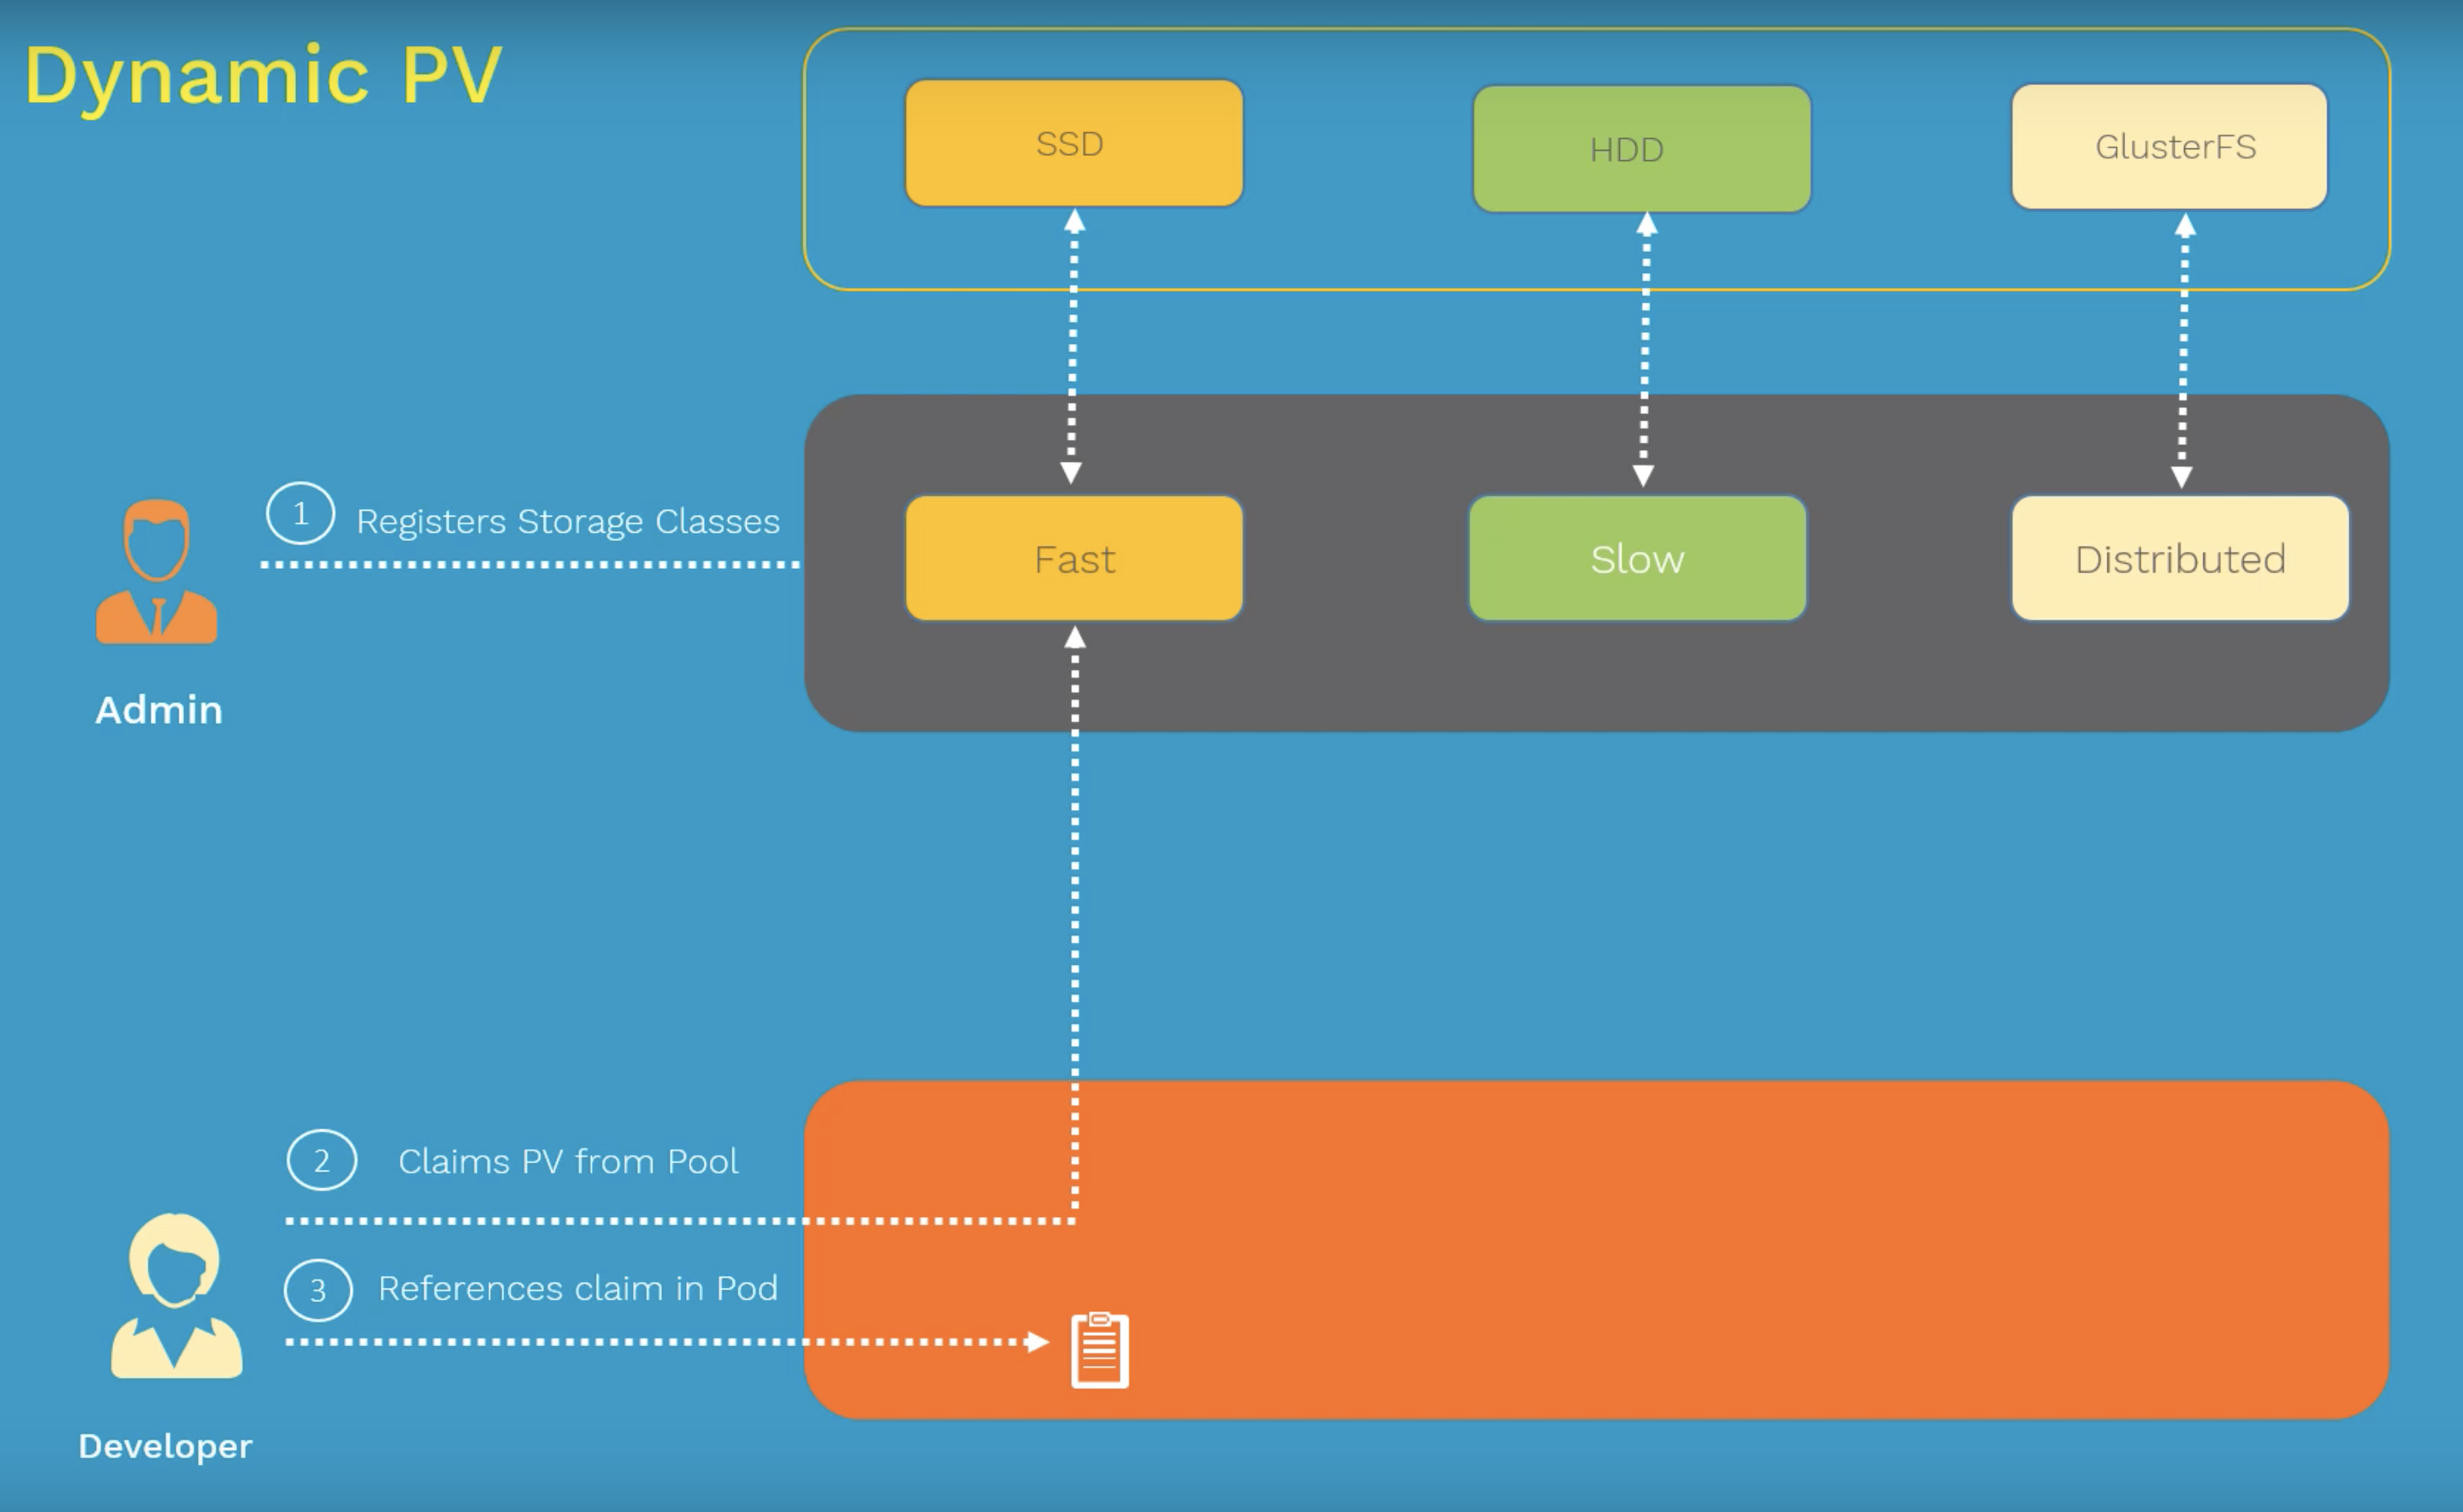 Dynamic PV
SSD
HDD
GlusterFS
1
Registers Storage Classes
Fast
Slow
Distributed
Admin
2
Claims PV from Pool
3
References claim in Pod
Developer